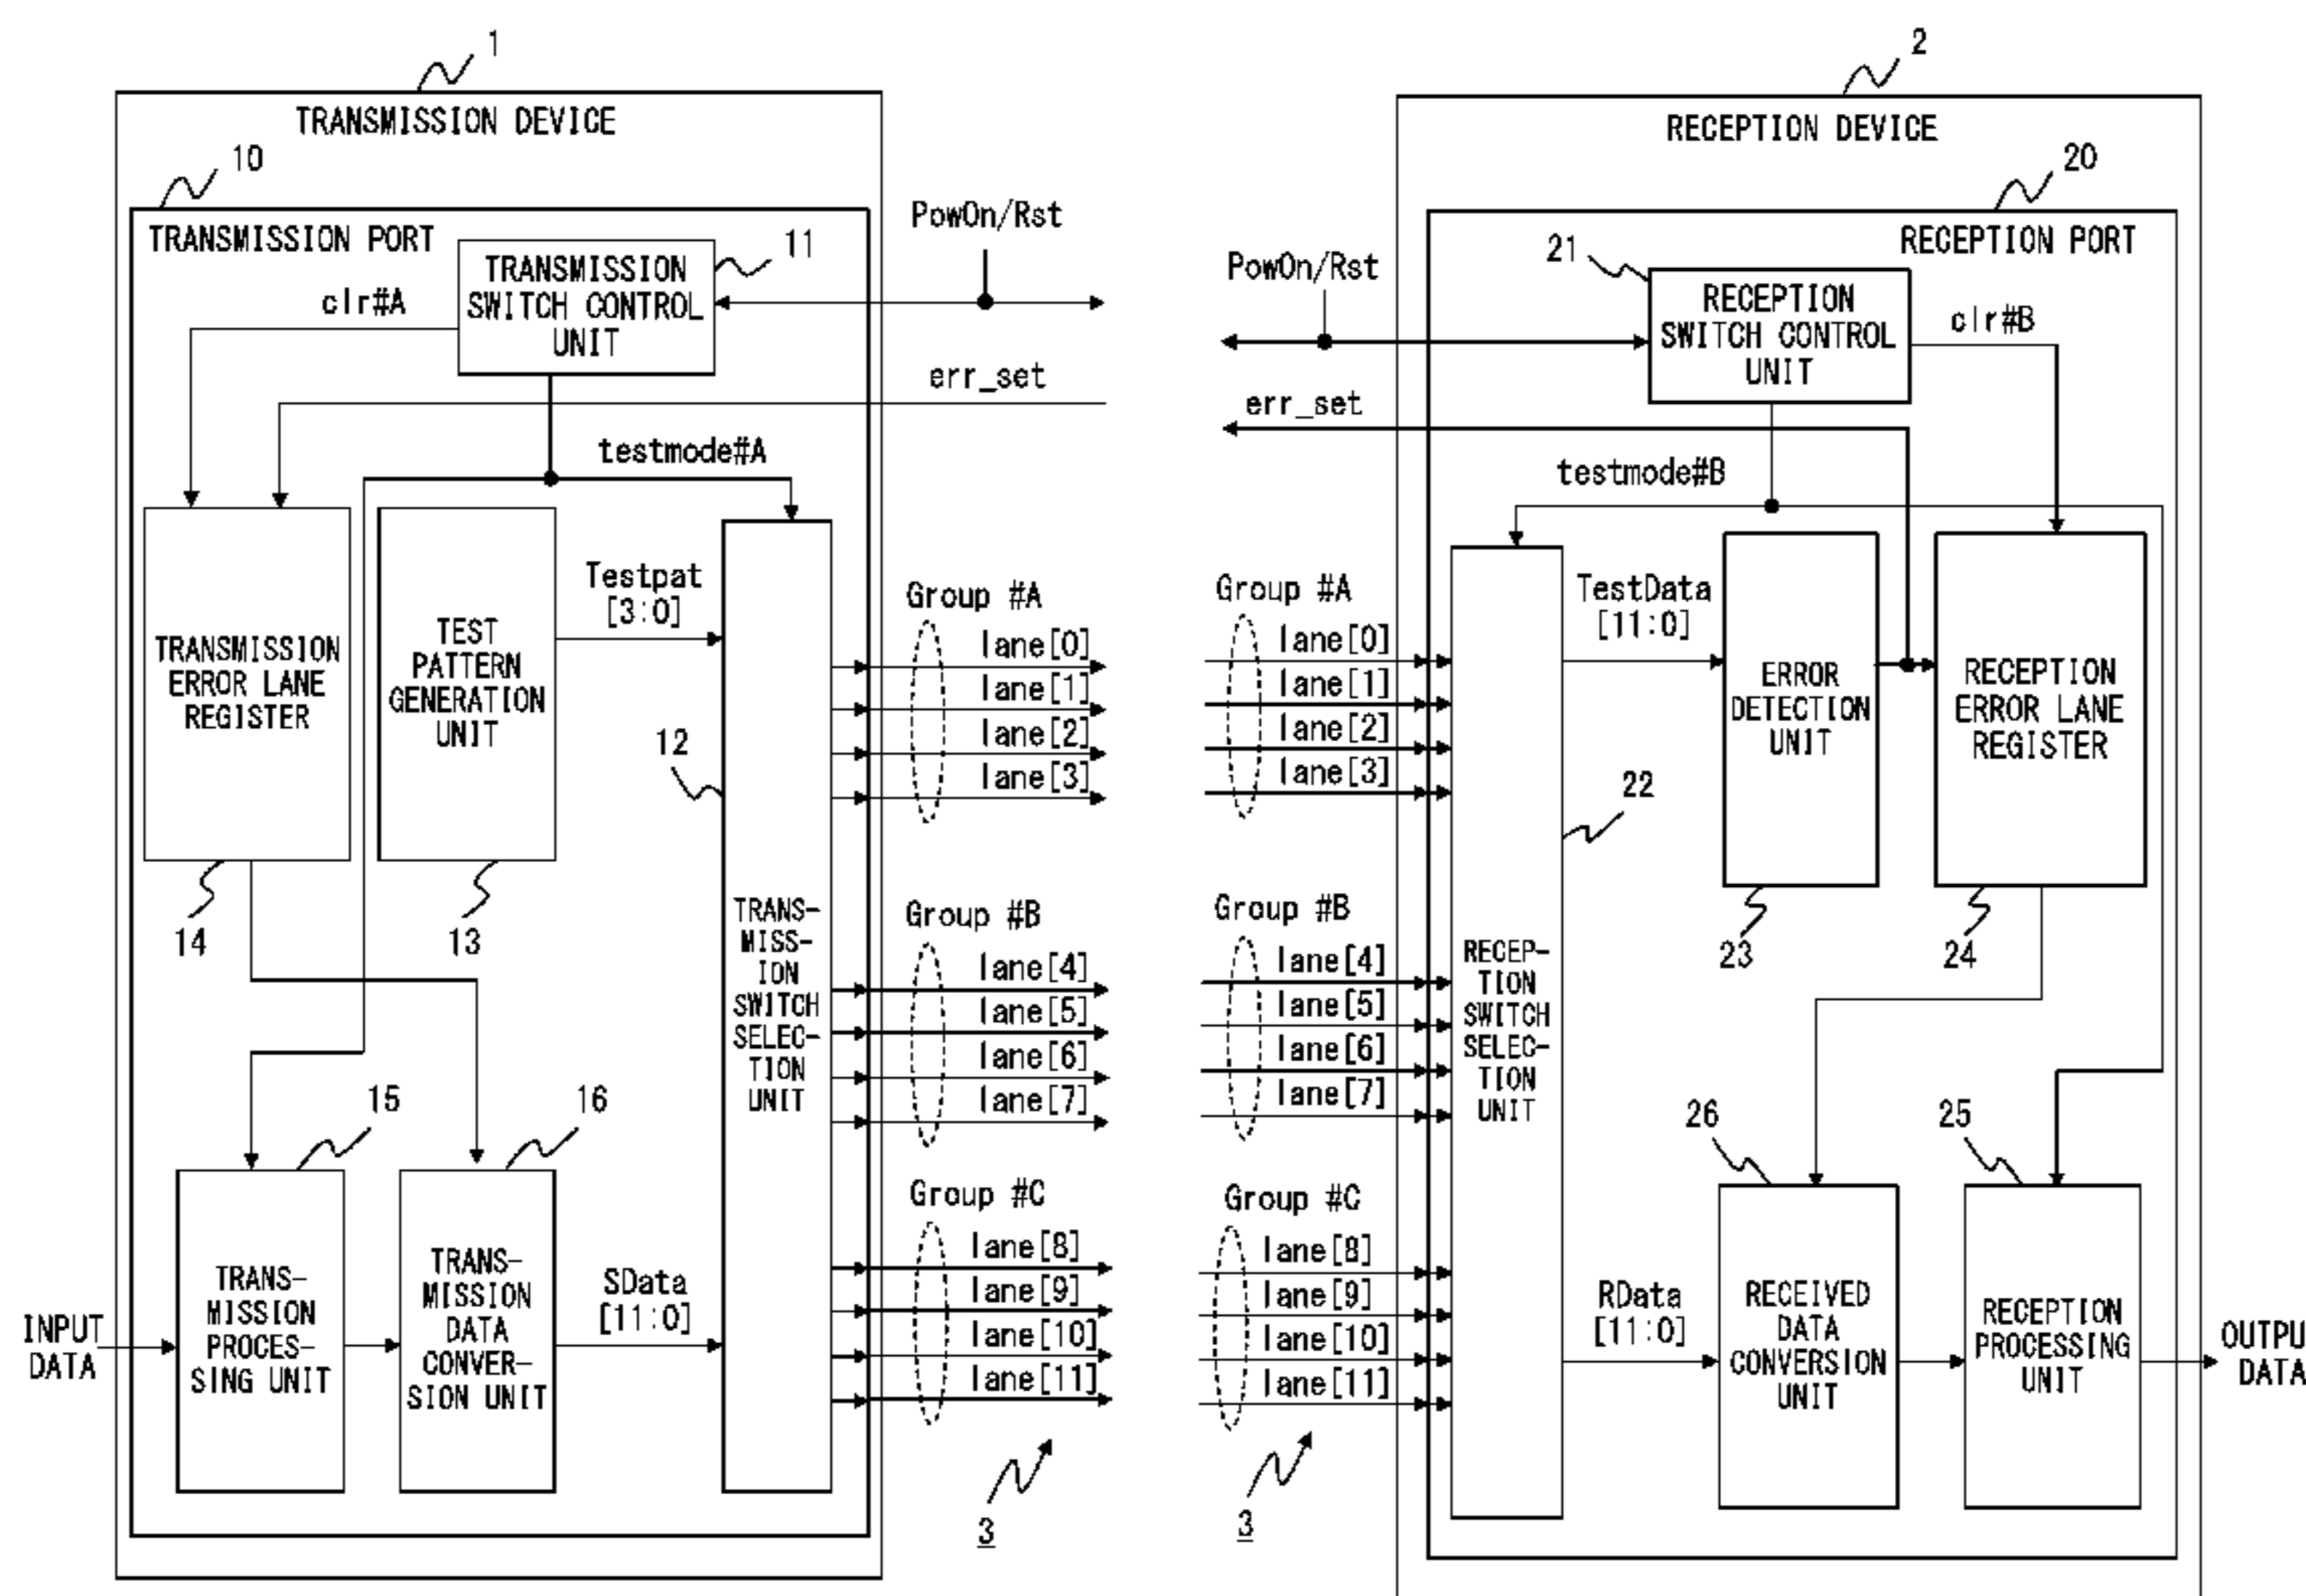 1
TRANSMISSION DEVICE
10
TRANSMISSION PORT
TRANSMISSION
SWITCH CONTROL
UNIT
11
PowOn/Rst
clr#A
err_set
testmode#A
TRANSMISSION
ERROR LANE
REGISTER
14
TEST
PATTERN
GENERATION
UNIT
13
Testpat
[3:0]
12
TRANS-
MISS-
ION
SWITCH
SELEC-
TION
UNIT
Group #A
lane[0]
lane[1]
lane[2]
lane[3]
Group #B
lane[4]
lane[5]
lane[6]
lane[7]
Group #C
lane[8]
lane[9]
lane[10]
lane[11]
3
15
16
INPUT
DATA
TRANS-
MISSION
PROCES-
SING UNIT
TRANS-
MISSION
DATA
CONVER-
SION UNIT
SData
[11:0]
2
RECEPTION DEVICE
20
RECEPTION PORT
21
RECEPTION
SWITCH CONTROL
UNIT
PowOn/Rst
clr#B
err_set
testmode#B
Group #A
lane[0]
lane[1]
lane[2]
lane[3]
Group #B
lane[4]
lane[5]
lane[6]
lane[7]
Group #C
lane[8]
lane[9]
lane[10]
lane[11]
3
22
RECEP-
TION
SWITCH
SELEC-
TION
UNIT
TestData
[11:0]
ERROR
DETECTION
UNIT
23
RECEPTION
ERROR LANE
REGISTER
24
26
25
RData
[11:0]
RECEIVED
DATA
CONVERSION
UNIT
RECEPTION
PROCESSING
UNIT
OUTPU
DATA